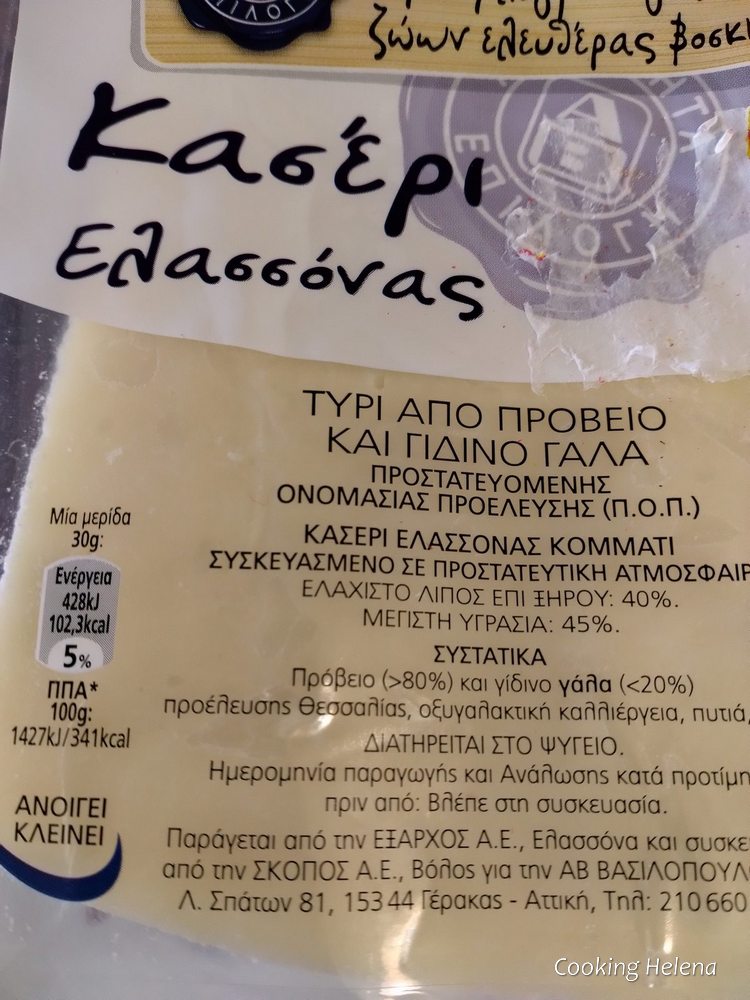 ζώων ελευθέρας βοσκ
Κασέρι
Ελασσόνας
ΤΥΡΙ ΑΠΟ ΠΡΟΒΕΙΟ
ΚΑΙ ΓΙΔΙΝΟ ΓΑΛΑ
ΠΡΟΣΤΑΤΕΥΟΜΕΝΗΣ
ΟΝΟΜΑΣΙΑΣ ΠΡΟΕΛΕΥΣΗΣ (Π.Ο.Π.)
ΚΑΣΕΡΙ ΕΛΑΣΣΟΝΑΣ ΚΟΜΜΑΤΙ
ΣΥΣΚΕΥΑΣΜΕΝΟ ΣΕ ΠΡΟΣΤΑΤΕΥΤΙΚΗ ΑΤΜΟΣΦΑΙΡ
ΕΛΑΧΙΣΤΟ ΛΙΠΟΣ ΕΠΙ ΞΗΡΟΥ: 40%.
ΜΕΓΙΣΤΗ ΥΓΡΑΣΙΑ: 45%.
ΣΥΣΤΑΤΙΚΑ
Πρόβειο (>80%) και γίδινο γάλα (<20%)
προέλευσης Θεσσαλίας, οξυγαλακτική καλλιέργεια, πυτιά,
ΔΙΑΤΗΡΕΙΤΑΙ ΣΤΟ ΨΥΓΕΙΟ.
Ημερομηνία παραγωγής και Ανάλωσης κατά προτίμ
πριν από: Βλέπε στη συσκευασία.
Παράγεται από την ΕΞΑΡΧΟΣ Α.Ε., Ελασσόνα και συσκε
από την ΣΚΟΠΟΣ Α.Ε., Βόλος για την ΑΒ ΒΑΣΙΛΟΠΟΥΛ
Λ. Σπάτων 81, 153 44 Γέρακας - Αττική, Τηλ: 210 660
Μία μερίδα
30g:
Ενέργεια
428kJ
102,3kcal
5%
ΠΠΑ*
100g:
1427kJ/341kcal
ΑΝΟΙΓΕΙ
ΚΛΕΙΝΕΙ
Cooking Helena